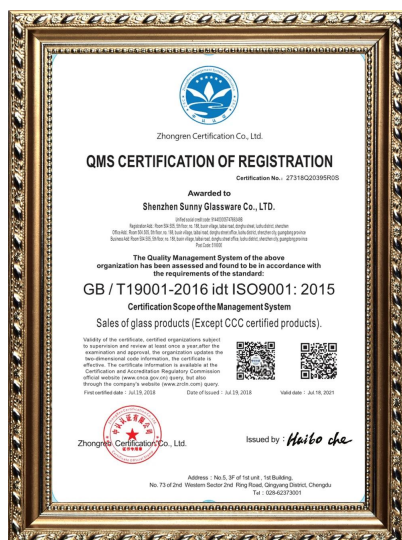 Zhongren Certification Co., Ltd.
QMS CERTIFICATION OF REGISTRATION
Certification No.: 27318Q20395R0S
Awarded to
Shenzhen Sunny Glassware Co., LTD.
The Quality Management System of the above
organization has been assessed and found to be in accordance with
the requirements of the standard:
GB / T19001-2016 idt ISO9001: 2015
Certification Scope of the Management System
Sales of glass products (Except CCC certified products).
Validity of the certificate, certified organizations subject
to supervision and review at least once a year,after the
examination and approval, the organization updates the
two-dimensional code information, the certificate is
effective. The certificate information is available at the
Certification and Accreditation Regulatory Commission
official website (www.cnca.gov.cn) query, but also
through the company's website (www.zrclx.com) query.
First certified date : Jul.19, 2018 Date of Issued : Jul.19, 2018 Valid date : Jul 19, 2021
Zhongren Certification Co., Ltd.
Issued by : Haibo che
Address : No.5, 3F of 1st unit , 1st Building,
No. 73 of 2nd Western Sector 2nd Ring Road, Qingyang District, Chengdu
Tel : 028-62373001